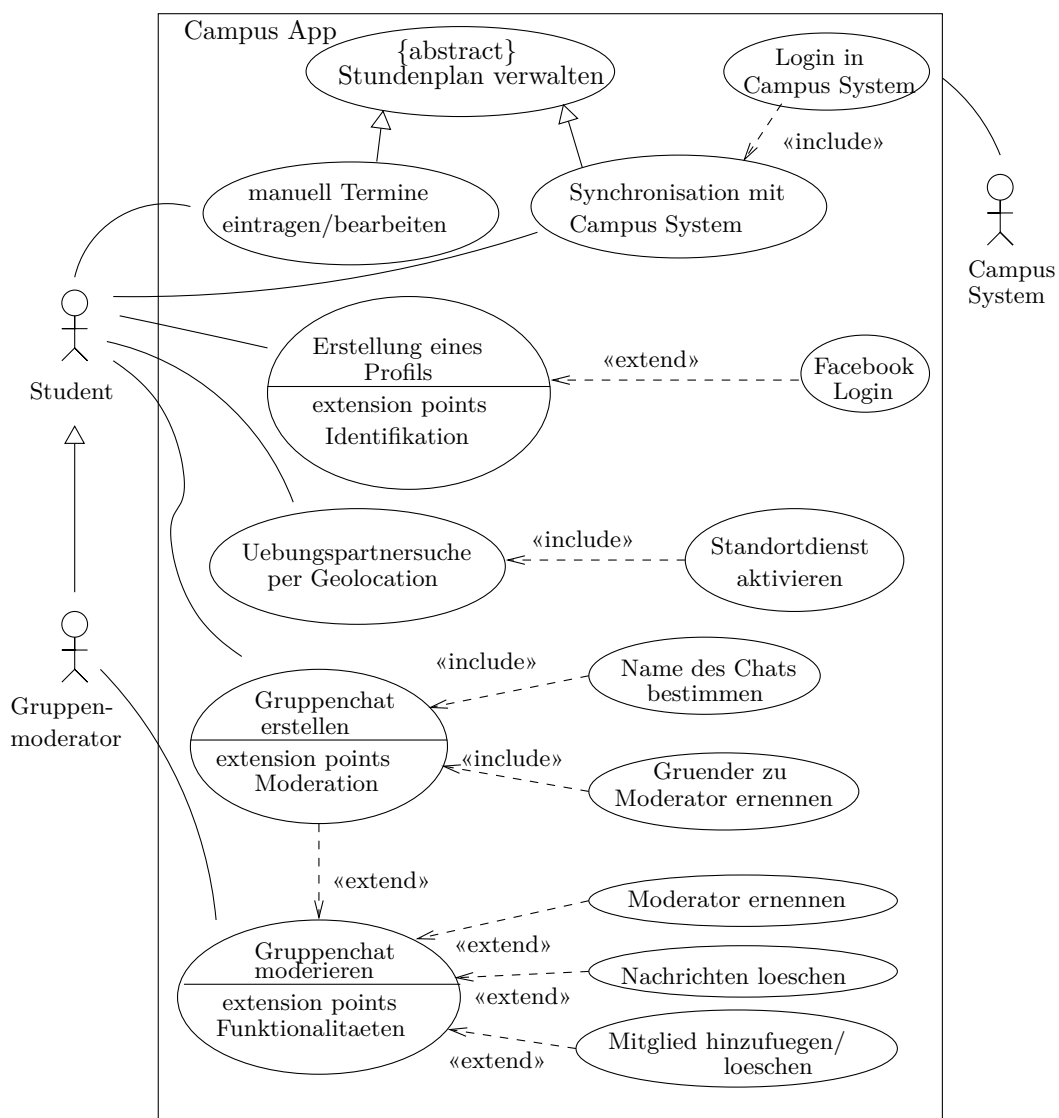 Campus App
{abstract}
Stundenplan verwalten
Login in
Campus System
«include»
manuell Termine
eintragen/bearbeiten
Synchronisation mit
Campus System
Campus
System
Student
Erstellung eines
Profils
extension points
Identifikation
«extend»
Facebook
Login
Uebungspartnersuche
per Geolocation
«include»
Standortdienst
aktivieren
Gruppen-
moderator
Gruppenchat
erstellen
extension points
Moderation
«include»
Name des Chats
bestimmen
«include»
Gruender zu
Moderator ernennen
«extend»
Gruppenchat
moderieren
extension points
Funktionalitaeten
«extend»
Moderator ernennen
«extend»
Nachrichten loeschen
«extend»
Mitglied hinzufuegen/
loeschen